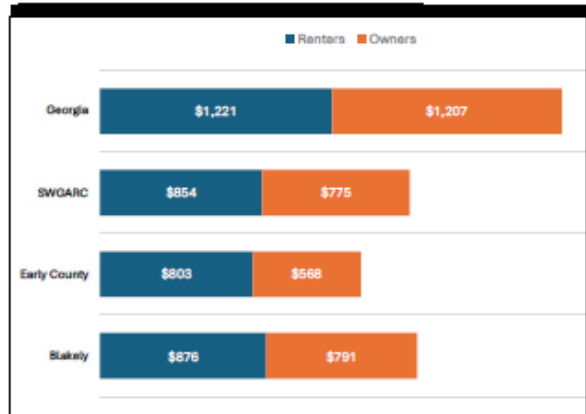 Renters Owners
Georgia $1,221 $1,207
SWGARC $854 $775
Early County $803 $568
Blakely $876 $791